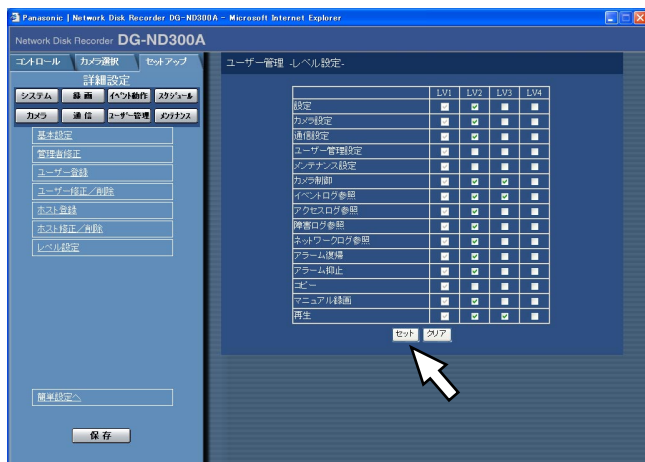 Panasonic | Network Disk Recorder DG-ND300A - Microsoft Internet Explorer
Network Disk Recorder DG-ND300A
コントロール カメラ選択 セットアップ
詳細設定
システム 録画 イベント動作 スケジュール
カメラ 通信 ユーザー管理 メンテナンス
基本設定
管理者修正
ユーザー登録
ユーザー修正/削除
ホスト登録
ホスト修正/削除
レベル設定
簡単設定へ
保存
ユーザー管理 -レベル設定-
LV1 LV2 LV3 LV4
設定
カメラ設定
通信設定
ユーザー管理設定
メンテナンス設定
カメラ制御
イベントログ参照
アクセスログ参照
障害ログ参照
ネットワークログ参照
アラーム復帰
アラーム抑止
コピー
マニュアル録画
再生
セット クリア